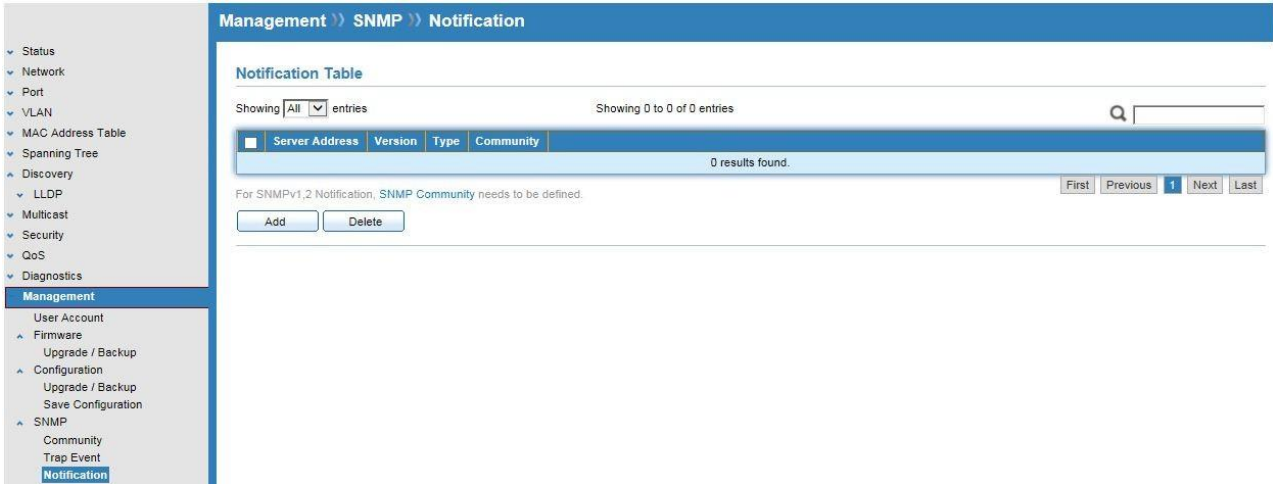 Management》SNMP》Notification
Status
Network
Port
VLAN
MAC Address Table
Spanning Tree
Discovery
LLDP
Multicast
Security
QoS
Diagnostics
Management
User Account
Firmware
Upgrade / Backup
Configuration
Upgrade / Backup
Save Configuration
SNMP
Community
Trap Event
Notification
Notification Table
Showing All entries Showing 0 to 0 of 0 entries
Server Address Version Type Community
0 results found.
For SNMPv1,2 Notification, SNMP Community needs to be defined.
First Previous 1 Next Last
Add Delete